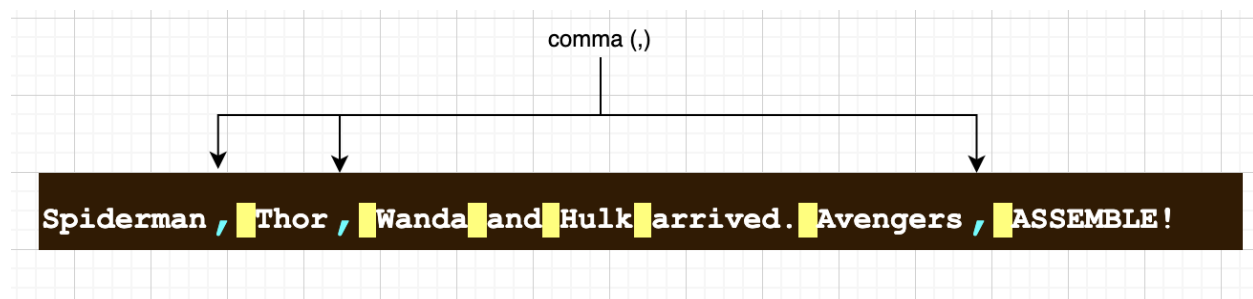 comma (,)
Spiderman, Thor, Wanda and Hulk arrived. Avengers, ASSEMBLE!